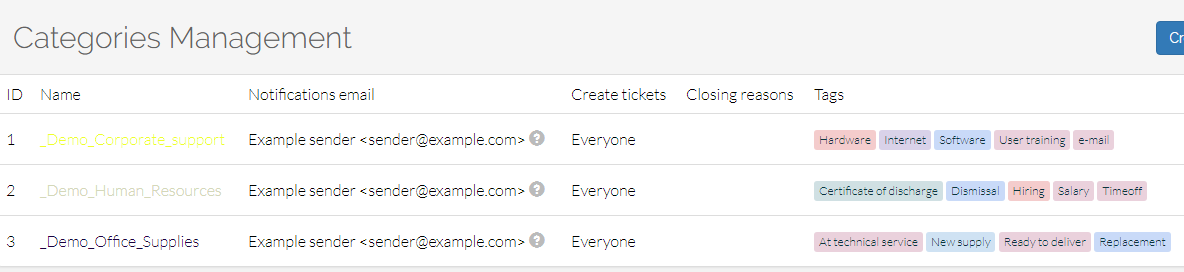 Categories Management
Cr
ID Name Notifications email Create tickets Closing reasons Tags
1 _Demo_Corporate_support Example sender <sender@example.com> ? Everyone Hardware Internet Software User training e-mail
2 _Demo_Human_Resources Example sender <sender@example.com> ? Everyone Certificate of discharge Dismissal Hiring Salary Timeoff
3 _Demo_Office_Supplies Example sender <sender@example.com> ? Everyone At technical service New supply Ready to deliver Replacement